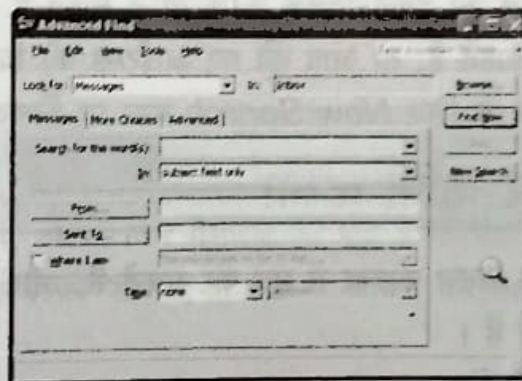 Advanced Find
File Edit View Tools Help
Look for: Messages In: Inbox Browse...
Messages More Choices Advanced Find Now
Search for the word(s):
In: subject field only New Search
From...
Sent To...
Where I am
Time: none